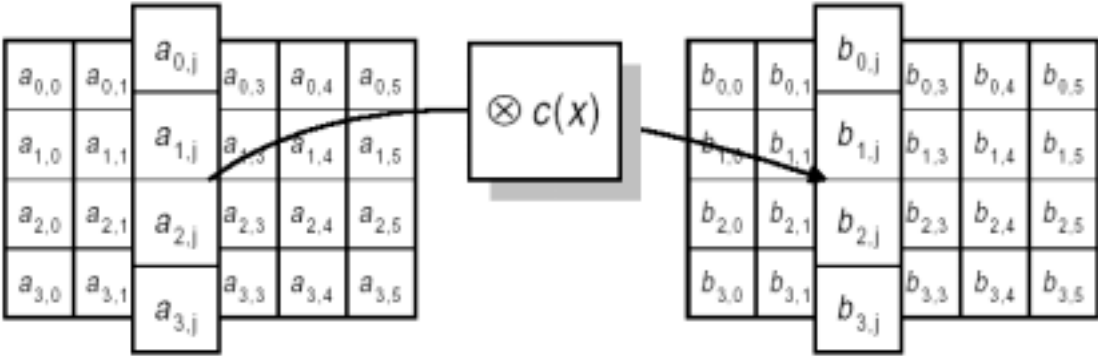 a0,j b0,j
a0,0 a0,1 a0,3 a0,4 a0,5 b0,0 b0,1 b0,3 b0,4 b0,5
⊗ c(x)
a1,0 a1,1 a1,j a1,3 a1,4 a1,5 b1,0 b1,1 b1,j b1,3 b1,4 b1,5
a2,0 a2,1 a2,j a2,3 a2,4 a2,5 b2,0 b2,1 b2,j b2,3 b2,4 b2,5
a3,0 a3,1 a3,j a3,3 a3,4 a3,5 b3,0 b3,1 b3,j b3,3 b3,4 b3,5